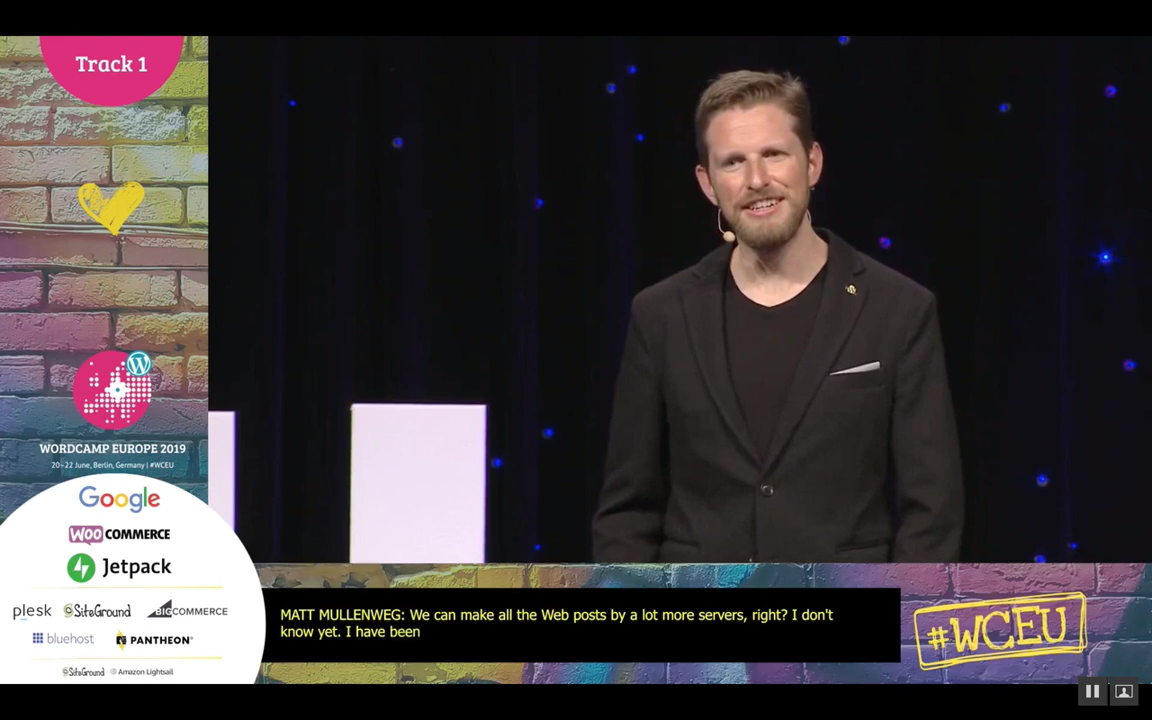 Track 1
W
WORDCAMP EUROPE 2019
20-22 June, Berlin, Germany | #WCEU
Google
WOO COMMERCE
Jetpack
plesk SiteGround BIGCOMMERCE
bluehost PANTHEON
SiteGround Amazon Lightsail
MATT MULLENWEG: We can make all the Web posts by a lot more servers, right? I don't
know yet. I have been
#WCEU